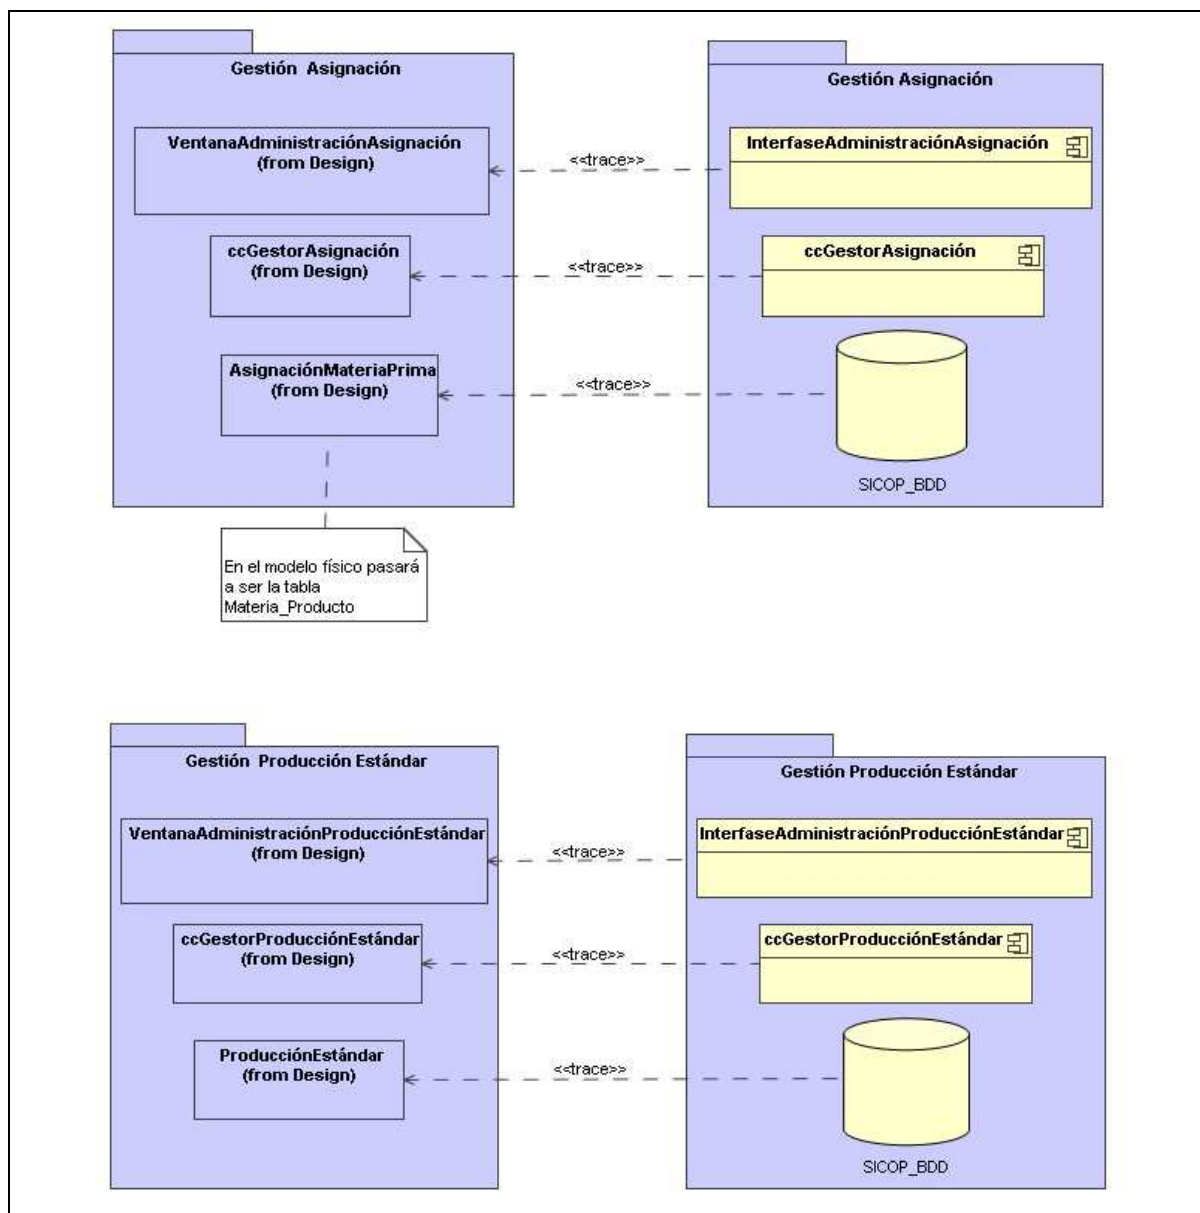 Gestión  Asignación
VentanaAdministraciónAsignación
(from Design)
ccGestorAsignación
(from Design)
AsignaciónMateriaPrima
(from Design)
En el modelo físico pasará
a ser la tabla
Materia_Producto
<<trace>>
<<trace>>
<<trace>>
Gestión Asignación
InterfaseAdministraciónAsignación
ccGestorAsignación
SICOP_BDD
Gestión  Producción Estándar
VentanaAdministraciónProducciónEstándar
(from Design)
ccGestorProducciónEstándar
(from Design)
ProducciónEstándar
(from Design)
<<trace>>
<<trace>>
<<trace>>
Gestión Producción Estándar
InterfaseAdministraciónProducciónEstándar
ccGestorProducciónEstándar
SICOP_BDD